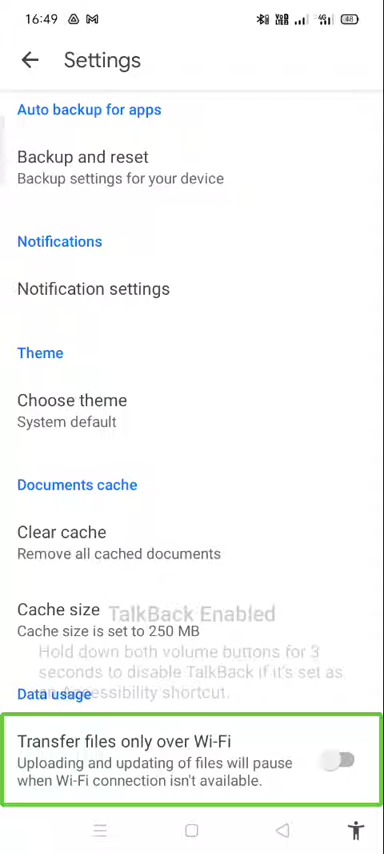 16:49
48
Settings
Auto backup for apps
Backup and reset
Backup settings for your device
Notifications
Notification settings
Theme
Choose theme
System default
Documents cache
Clear cache
Remove all cached documents
Cache size
TalkBack Enabled
Cache size is set to 250 MB
Hold down both volume buttons for 3
seconds to disable TalkBack if it's set as
an Accessibility shortcut.
Data usage
Transfer files only over Wi-Fi
Uploading and updating of files will pause
when Wi-Fi connection isn't available.